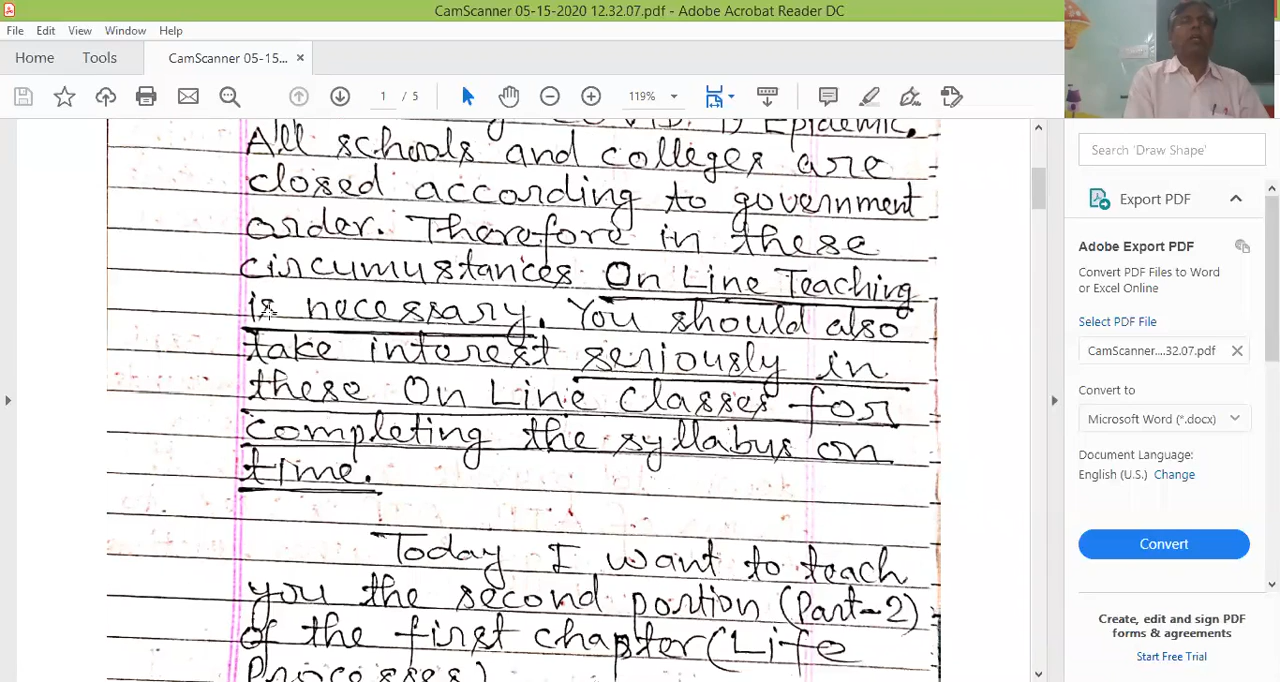 CamScanner 05-15-2020 12.32.07.pdf - Adobe Acrobat Reader DC
File Edit View Window Help
Home Tools CamScanner 05-15... ×
1 / 5 119%
Epidemic.
All schools and colleges are
closed according to government
order. Therefore in these
circumustances On Line Teaching
is necessary. You should also
take interest seriously in
these On Line Classes for
completing the syllabus on
time.
Today I want to teach
you the second portion (Part-2)
of the first chapter (Life
Processes)
Search 'Draw Shape'
Export PDF
Adobe Export PDF
Convert PDF Files to Word
or Excel Online
Select PDF File
CamScanner....32.07.pdf
Convert to
Microsoft Word (*.docx)
Document Language:
English (U.S.) Change
Convert
Create, edit and sign PDF
forms & agreements
Start Free Trial